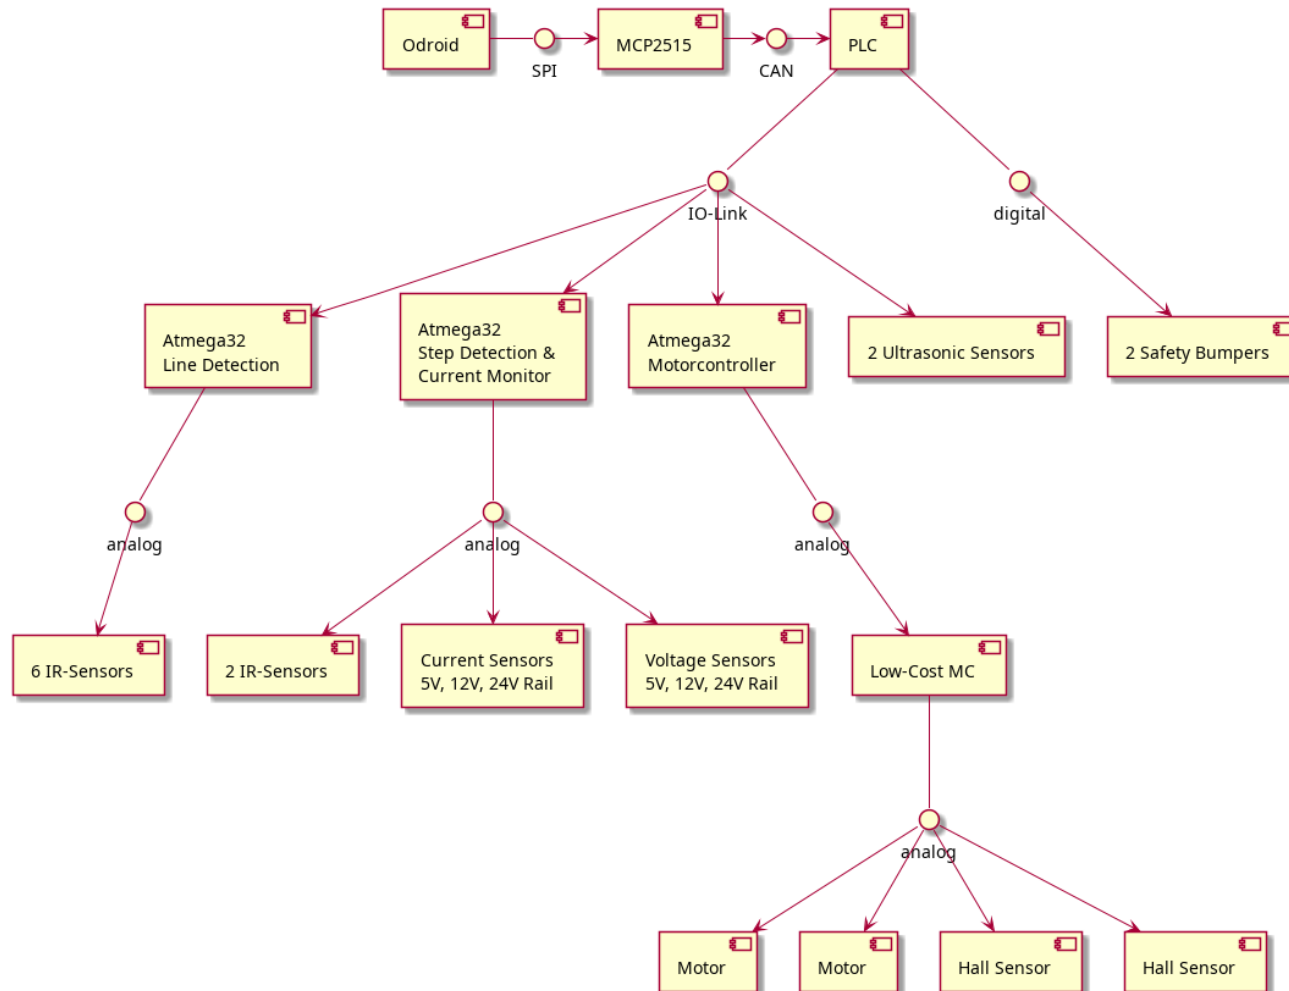 Odroid
SPI
MCP2515
CAN
PLC
IO-Link
digital
Atmega32
Line Detection
Atmega32
Step Detection &
Current Monitor
Atmega32
Motorcontroller
2 Ultrasonic Sensors
2 Safety Bumpers
analog
analog
analog
6 IR-Sensors
2 IR-Sensors
Current Sensors
5V, 12V, 24V Rail
Voltage Sensors
5V, 12V, 24V Rail
Low-Cost MC
analog
Motor
Motor
Hall Sensor
Hall Sensor